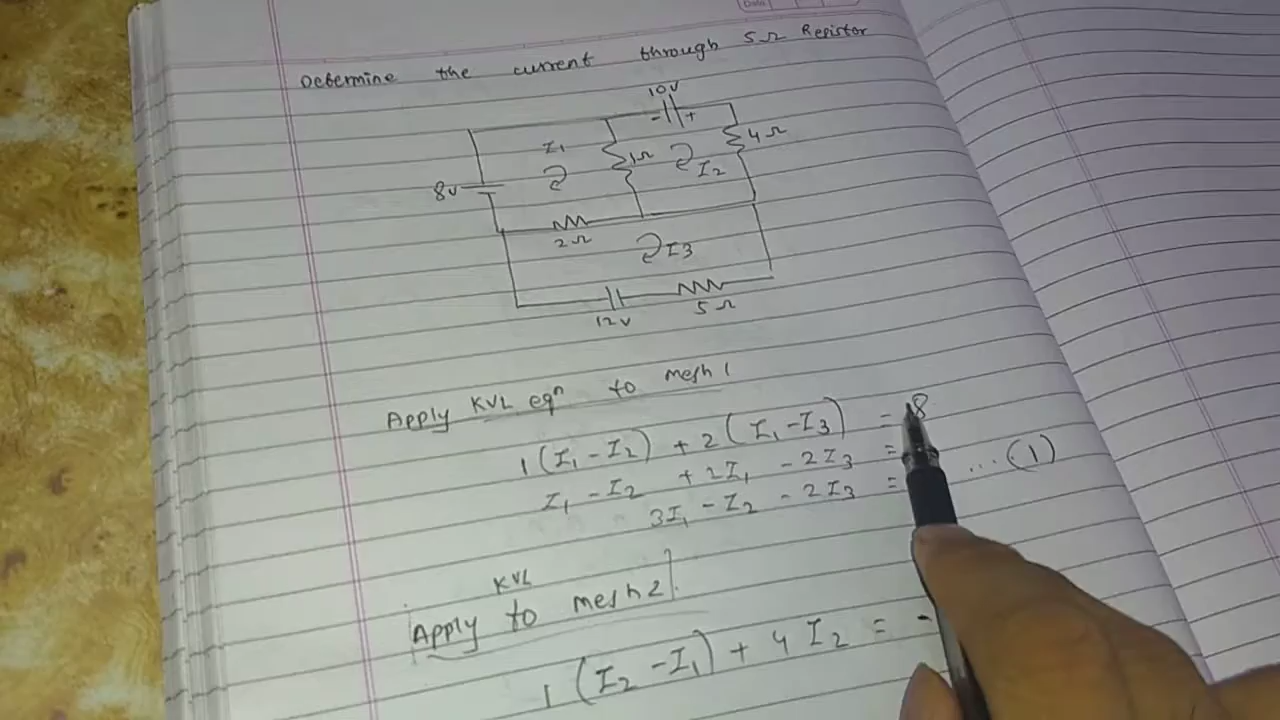 Date
Determine the current through 5Ω Resistor
10V
- +
4Ω
I1
1Ω
I2
8V
2Ω
I3
5Ω
12V
Apply KVL eqn to mesh 1
1(I1 - I2) + 2(I1 - I3) = 8
I1 - I2 + 2I1 - 2I3 =
3I1 - I2 - 2I3 = ...(1)
KVL
Apply to mesh 2
1(I2 - I1) + 4I2 = -